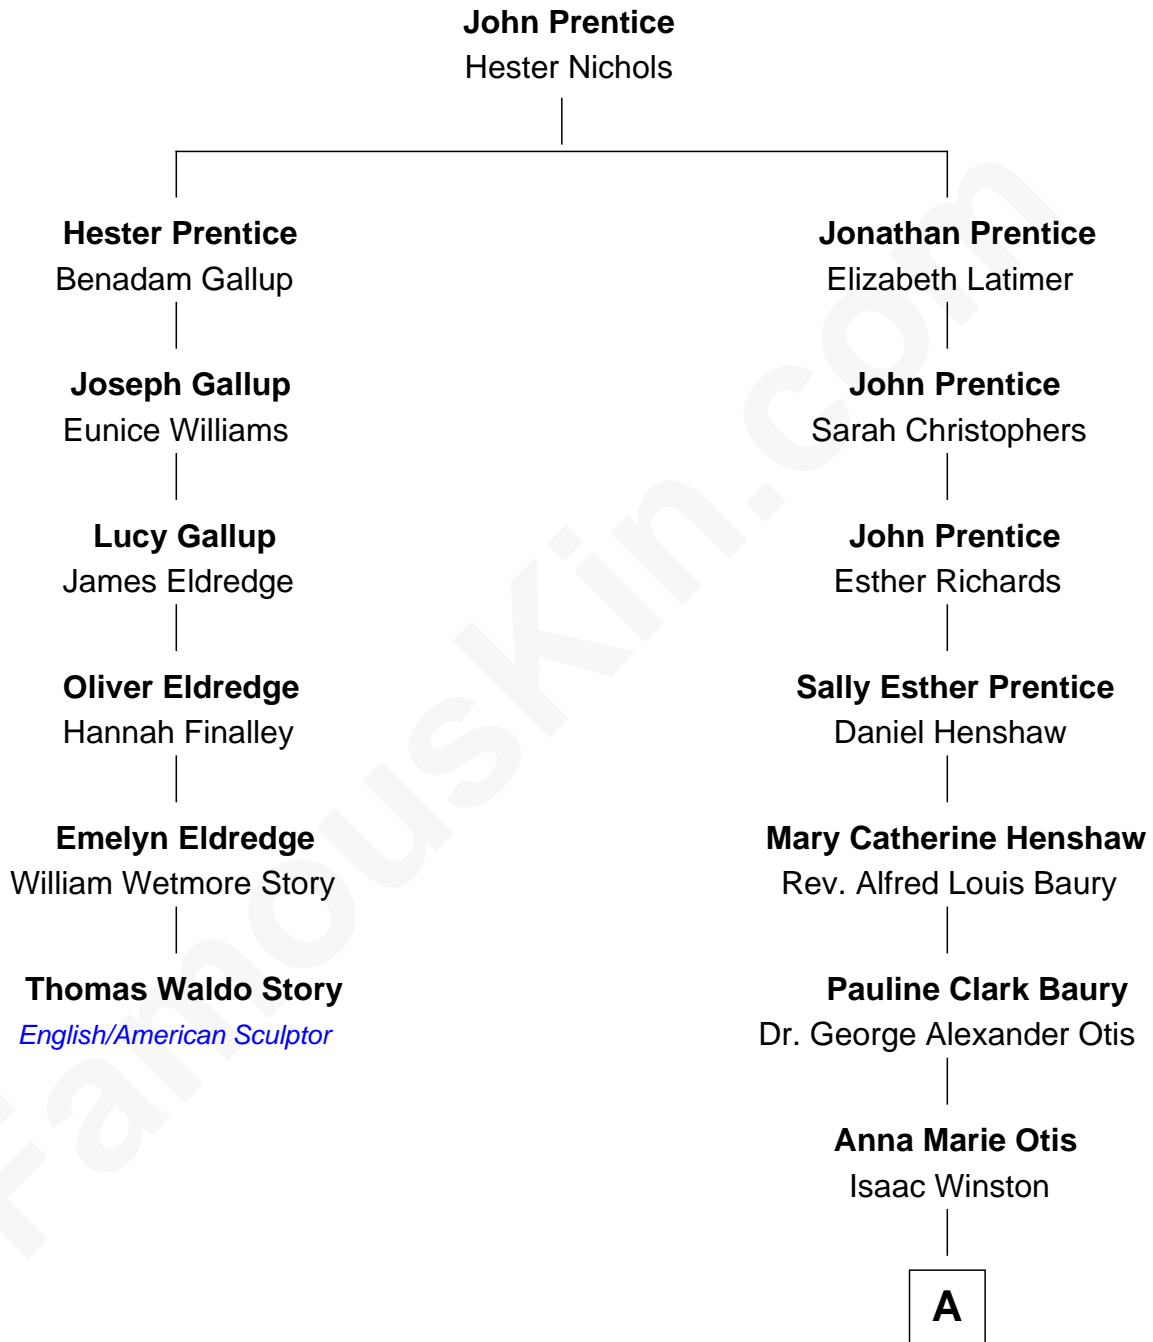 John Prentice
Hester Nichols
Hester Prentice
Benadam Gallup
Jonathan Prentice
Elizabeth Latimer
Joseph Gallup
Eunice Williams
John Prentice
Sarah Christophers
Lucy Gallup
James Eldredge
John Prentice
Esther Richards
Oliver Eldredge
Hannah Finalley
Sally Esther Prentice
Daniel Henshaw
Emelyn Eldredge
William Wetmore Story
Mary Catherine Henshaw
Rev. Alfred Louis Baury
Thomas Waldo Story
English/American Sculptor
Pauline Clark Baury
Dr. George Alexander Otis
Anna Marie Otis
Isaac Winston
A
FamousKin.com